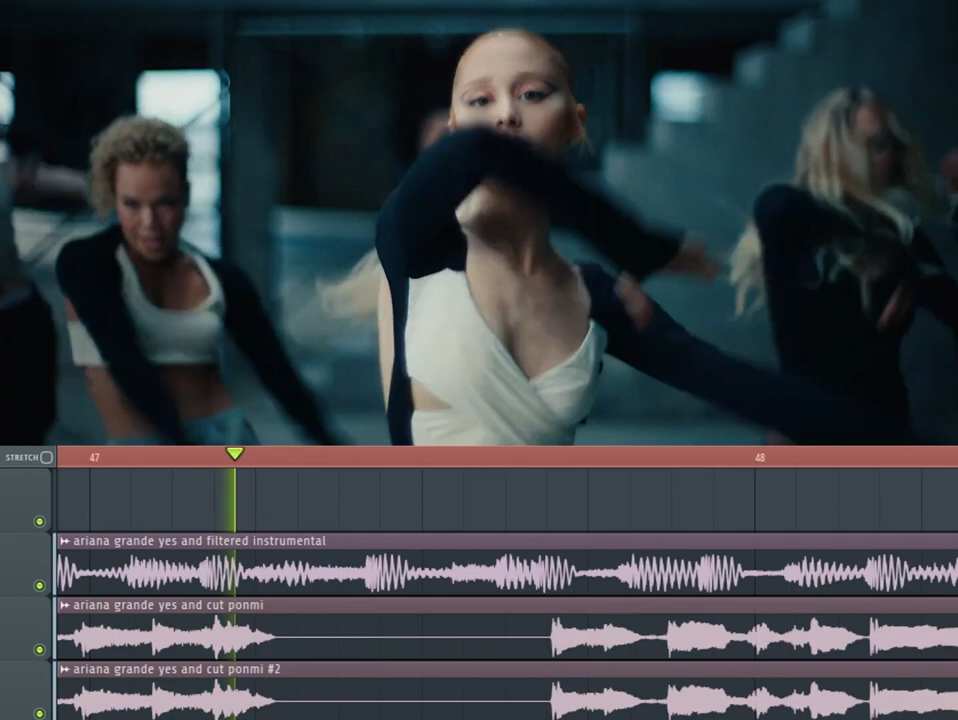 STRETCH
47
48
ariana grande yes and filtered instrumental
ariana grande yes and cut ponmi
ariana grande yes and cut ponmi #2